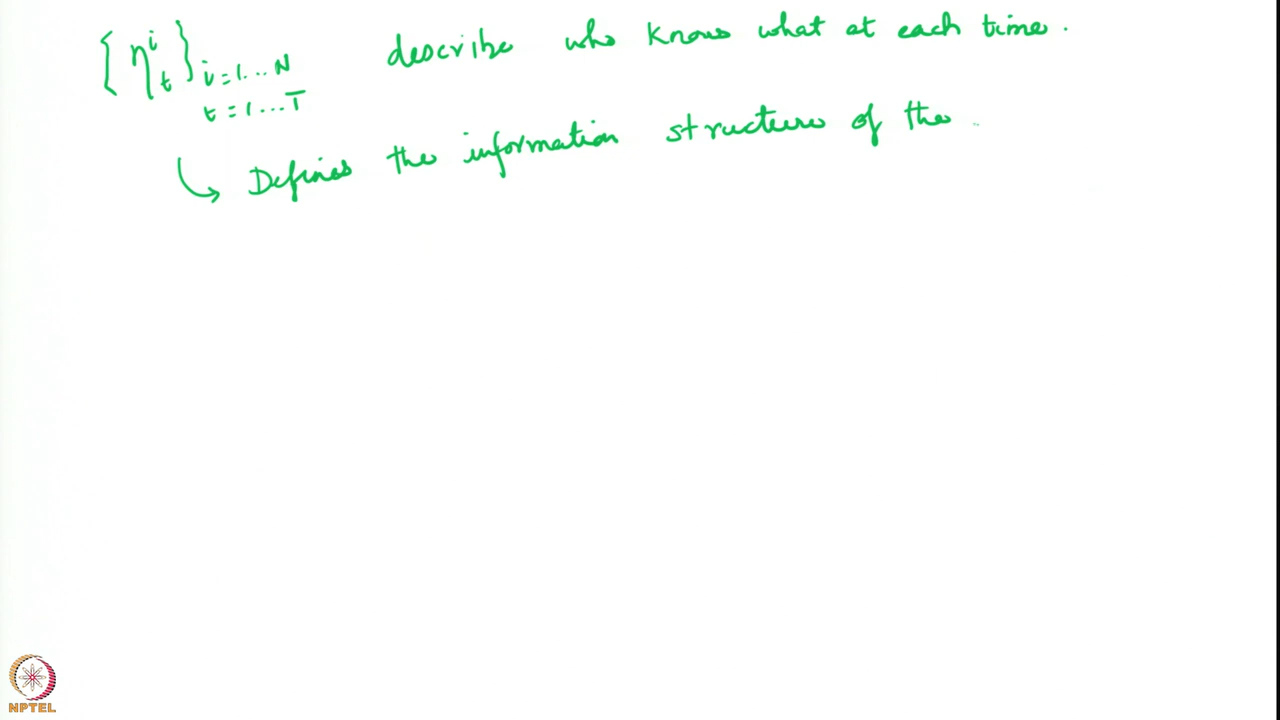 {η^i_t}_{i=1...N describe who knows what at each time.
t=1...T}
↳ Defines the information structure of the
NPTEL